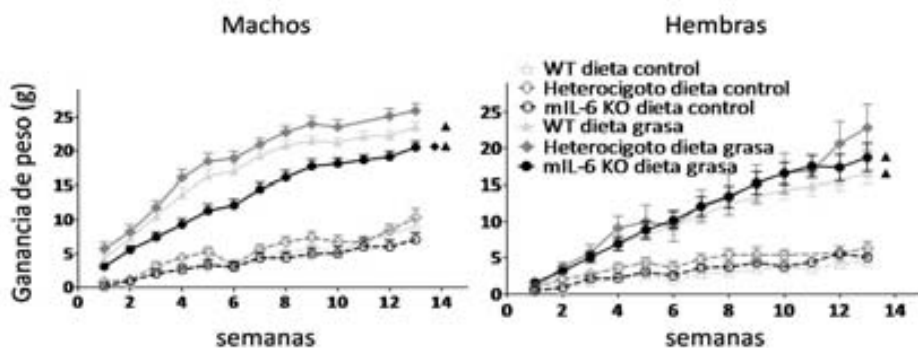 Machos
Hembras
Ganancia de peso (g)
25
20
15
10
5
0
0
2
4
6
8
10
12
14
semanas
WT dieta control
Heterocigoto dieta control
mIL-6 KO dieta control
WT dieta grasa
Heterocigoto dieta grasa
mIL-6 KO dieta grasa
25
20
15
10
5
0
0
2
4
6
8
10
12
14
semanas